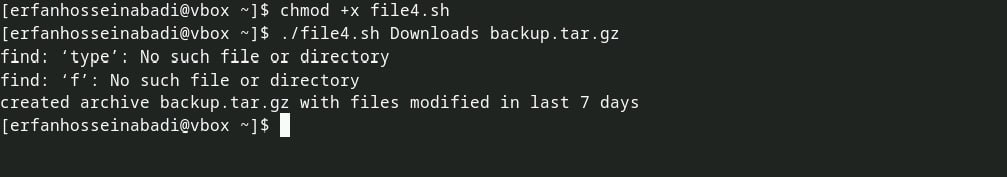 [erfanhosseinabadi@vbox ~]$ chmod +x file4.sh
[erfanhosseinabadi@vbox ~]$ ./file4.sh Downloads backup.tar.gz
find: ‘type’: No such file or directory
find: ‘f’: No such file or directory
created archive backup.tar.gz with files modified in last 7 days
[erfanhosseinabadi@vbox ~]$